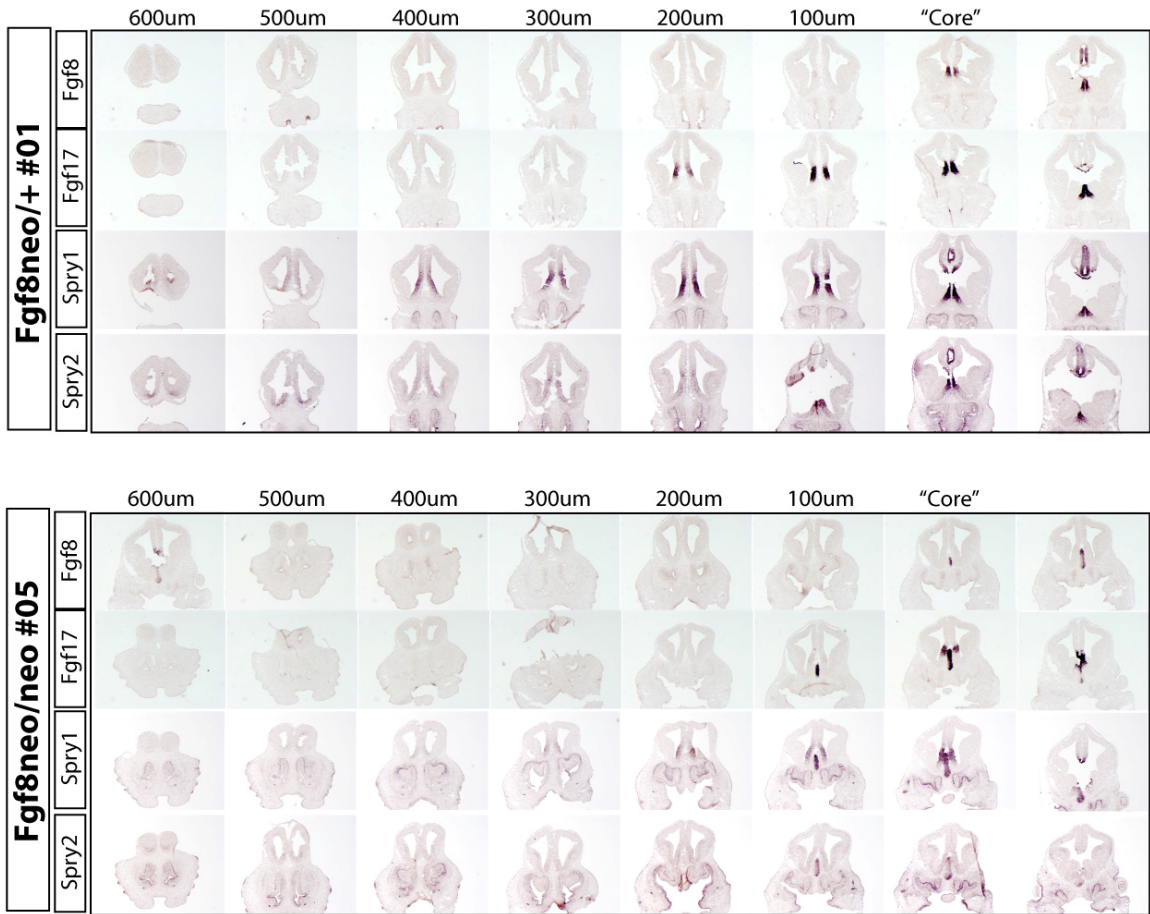 600um 500um 400um 300um 200um 100um “Core”
Fgf8neo/+ #01
Fgf8
Fgf17
Spry1
Spry2
600um 500um 400um 300um 200um 100um “Core”
Fgf8neo/neo #05
Fgf8
Fgf17
Spry1
Spry2